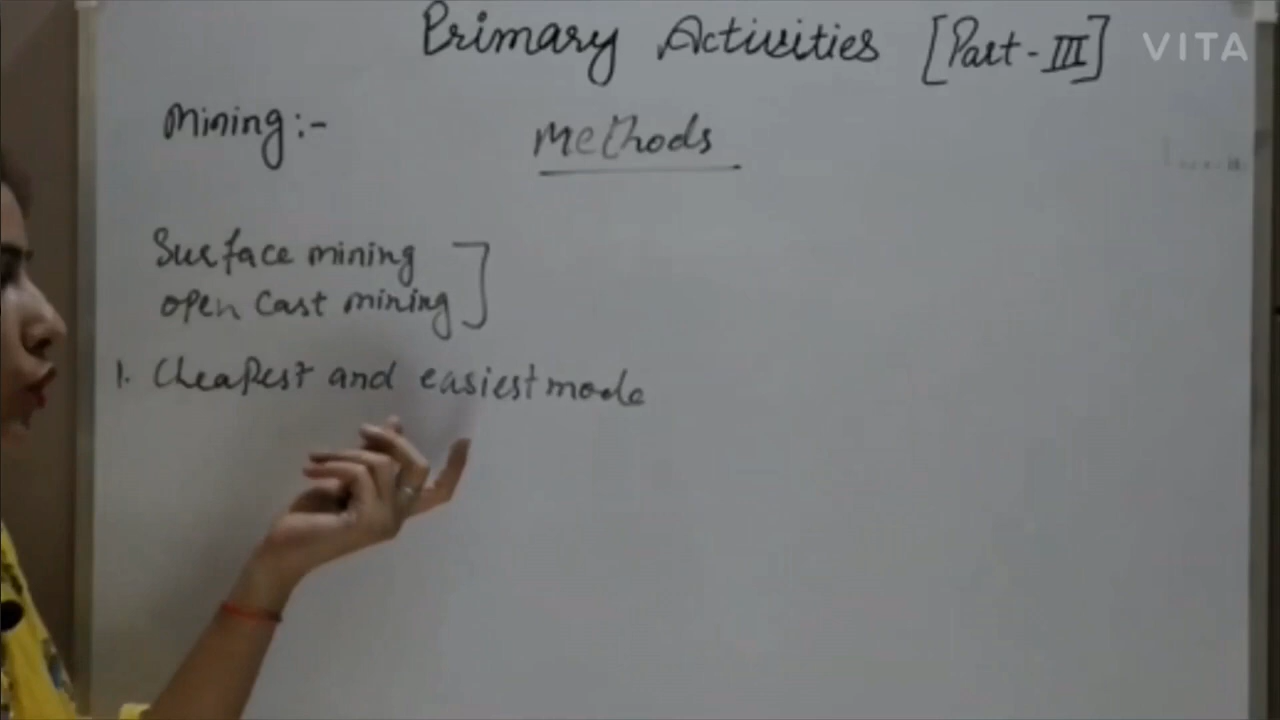 Primary Activities [Part-III]
VITA
Mining:-
Methods
Surface mining
open cast mining
1. Cheapest and easiest mode